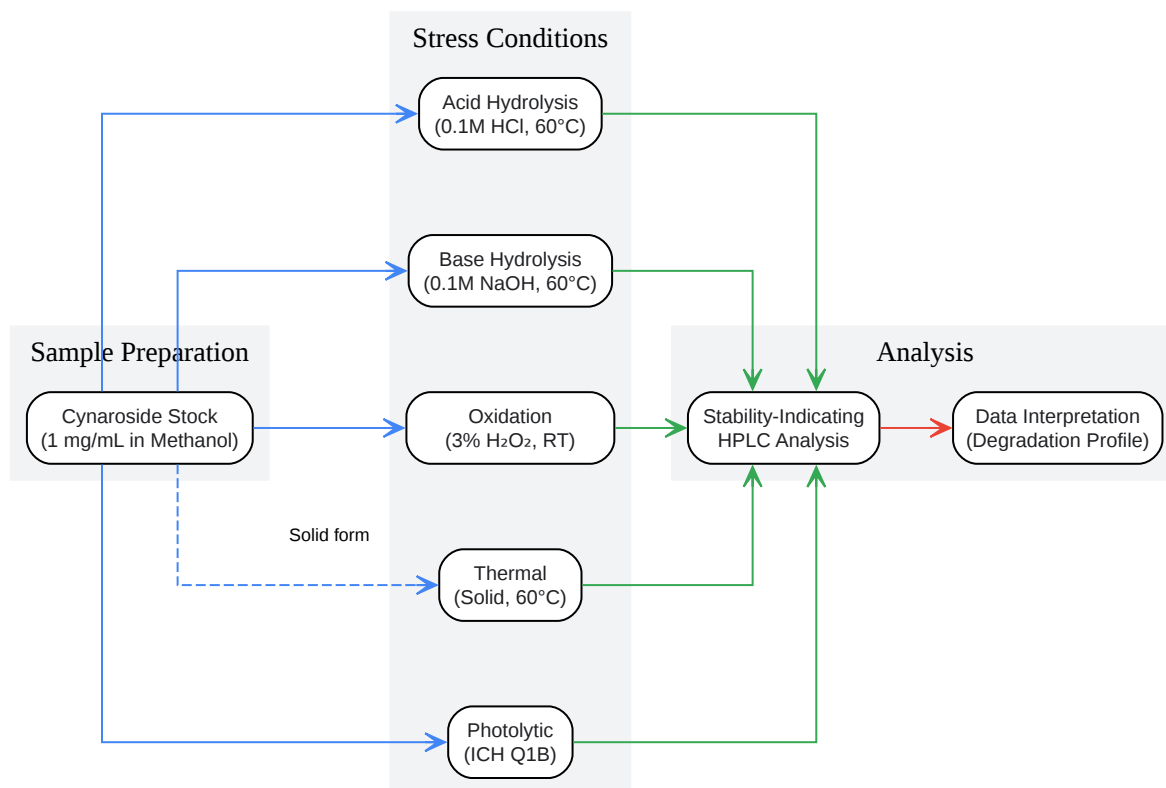 Stress Conditions
Acid Hydrolysis
(0.1M HCl, 60°C)
Base Hydrolysis
(0.1M NaOH, 60°C)
Sample Preparation
Cynaroside Stock
(1 mg/mL in Methanol)
Oxidation
(3% H₂O₂, RT)
Analysis
Stability-Indicating
HPLC Analysis
Data Interpretation
(Degradation Profile)
Solid form
Thermal
(Solid, 60°C)
Photolytic
(ICH Q1B)